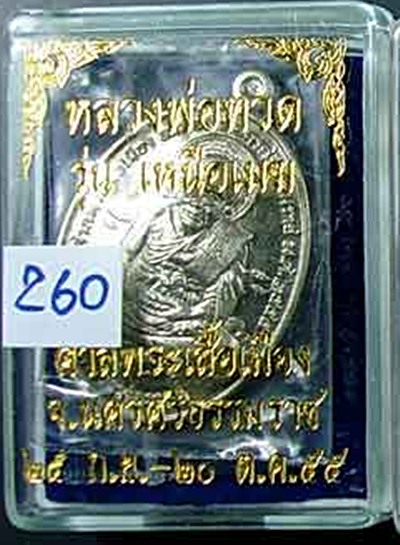 หลวงพ่อทวด
รุ่น เหนือเมฆ
260
ศาลพระเสื้อเมือง
จ.นครศรีธรรมราช
๒๕ ก.ย.-๒๐ ต.ค.๕๕